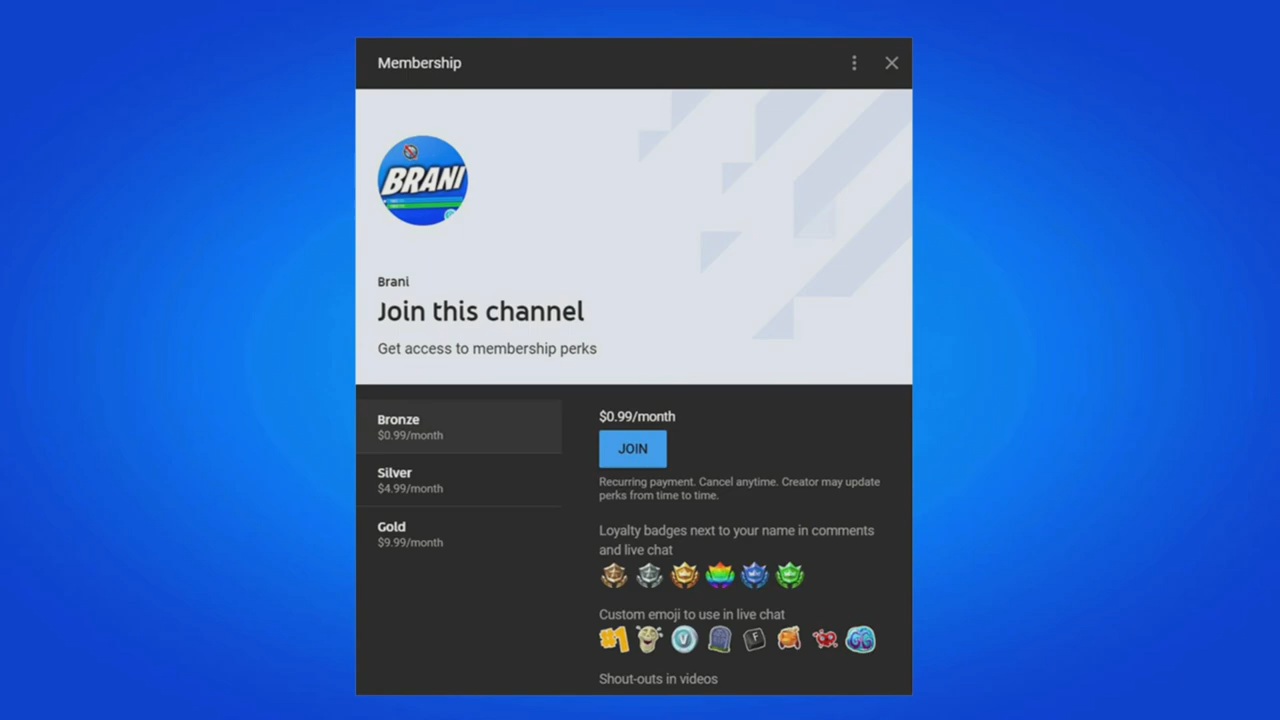 Membership
BRANI
Brani
Join this channel
Get access to membership perks
Bronze
$0.99/month
Silver
$4.99/month
Gold
$9.99/month
$0.99/month
JOIN
Recurring payment. Cancel anytime. Creator may update
perks from time to time.
Loyalty badges next to your name in comments
and live chat
Custom emoji to use in live chat
#1 V F GG
Shout-outs in videos